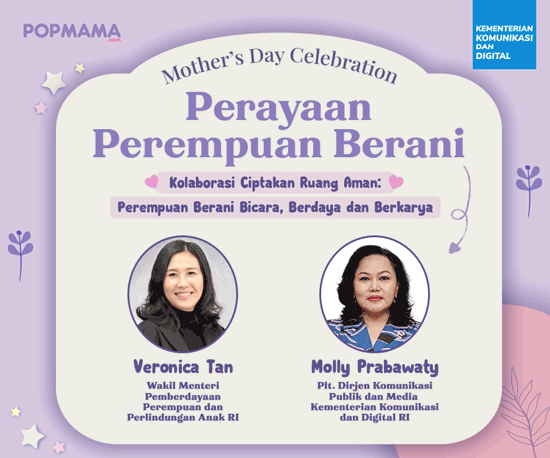 POPMAMA
.com
KEMENTERIAN
KOMUNIKASI
DAN
DIGITAL
Mother's Day Celebration
Perayaan
Perempuan Berani
Kolaborasi Ciptakan Ruang Aman:
Perempuan Berani Bicara, Berdaya dan Berkarya
Veronica Tan
Wakil Menteri
Pemberdayaan
Perempuan dan
Perlindungan Anak RI
Molly Prabawaty
Plt. Dirjen Komunikasi
Publik dan Media
Kementerian Komunikasi
dan Digital RI